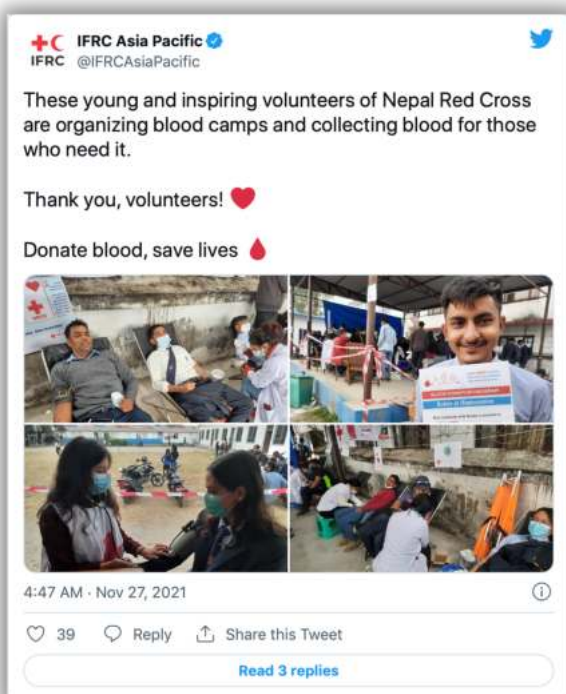 IFRC Asia Pacific
IFRC
@IFRCAsiaPacific
These young and inspiring volunteers of Nepal Red Cross
are organizing blood camps and collecting blood for those
who need it.
Thank you, volunteers! ❤️
Donate blood, save lives 🩸
4:47 AM · Nov 27, 2021
39
Reply
Share this Tweet
Read 3 replies